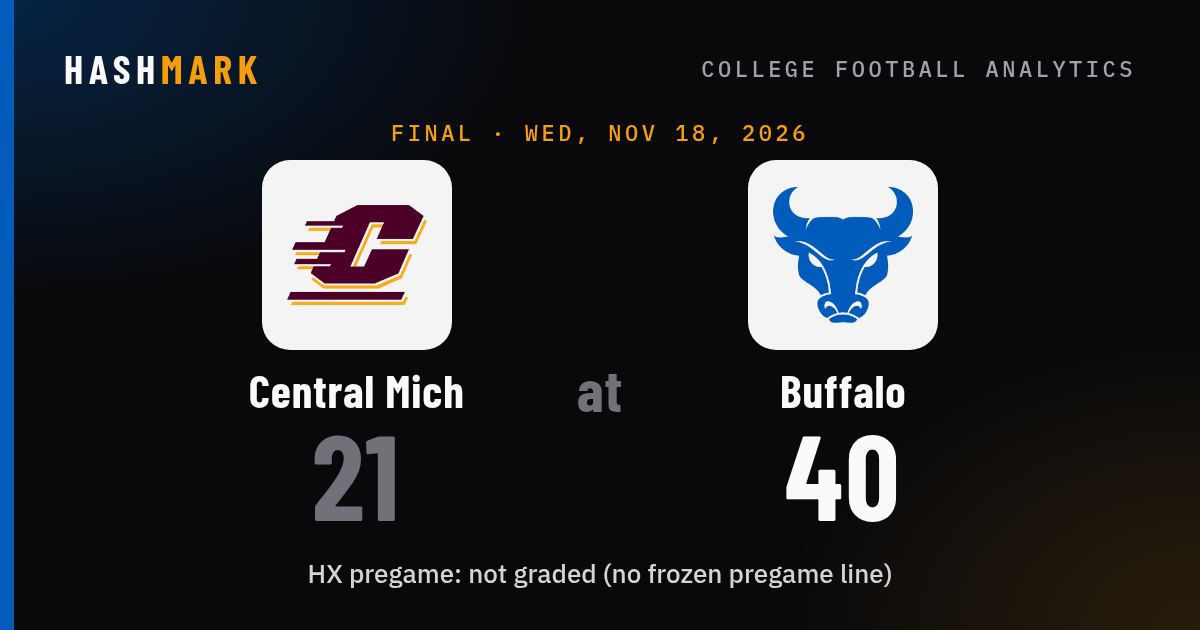 HASHMARK
COLLEGE FOOTBALL ANALYTICS
FINAL · WED, NOV 18, 2026
C
Central Mich at Buffalo
21 40
HX pregame: not graded (no frozen pregame line)